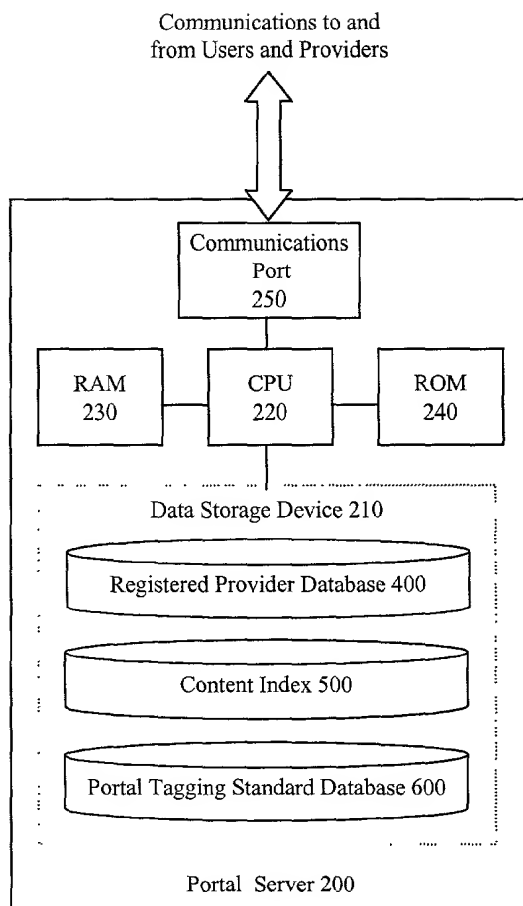 Communications to and
from Users and Providers
Communications
Port
250
RAM
230
CPU
220
ROM
240
Data Storage Device 210
Registered Provider Database 400
Content Index 500
Portal Tagging Standard Database 600
Portal Server 200